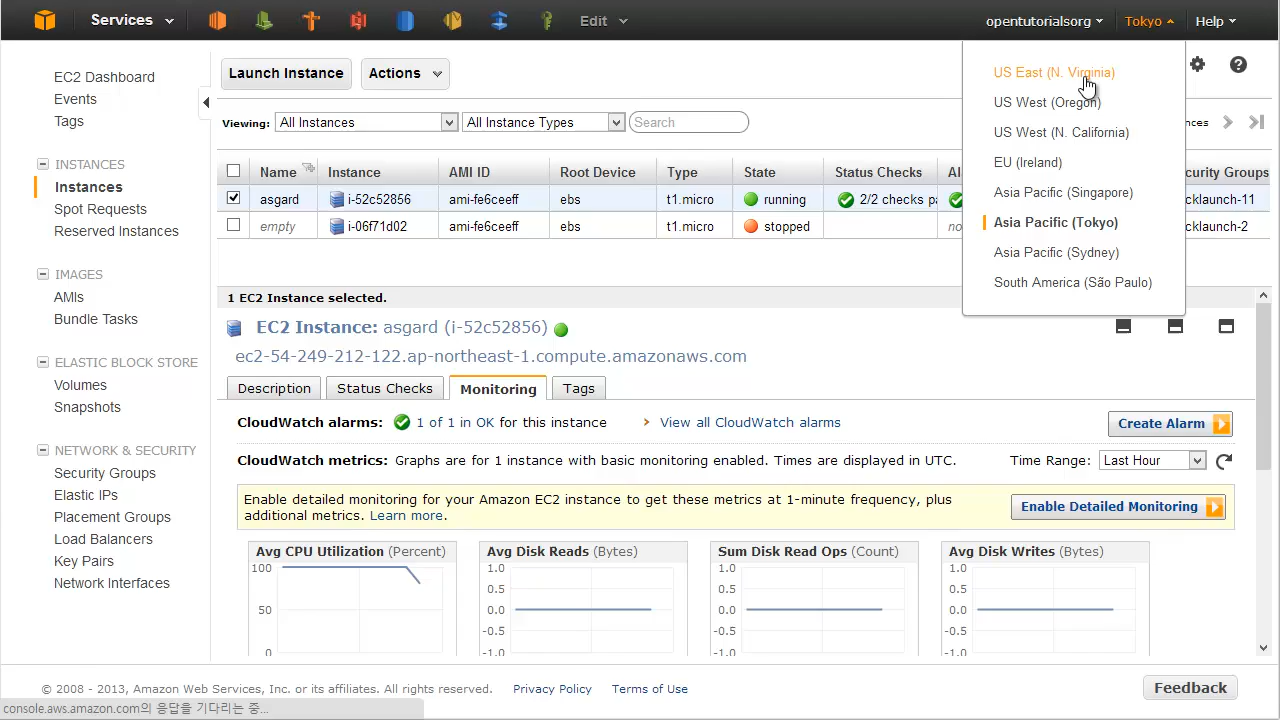 Services Edit opentutorialsorg Tokyo Help
US East (N. Virginia)
US West (Oregon)
US West (N. California)
EU (Ireland)
Asia Pacific (Singapore)
Asia Pacific (Tokyo)
Asia Pacific (Sydney)
South America (São Paulo)
EC2 Dashboard
Events
Tags
INSTANCES
Instances
Spot Requests
Reserved Instances
IMAGES
AMIs
Bundle Tasks
ELASTIC BLOCK STORE
Volumes
Snapshots
NETWORK & SECURITY
Security Groups
Elastic IPs
Placement Groups
Load Balancers
Key Pairs
Network Interfaces
Launch Instance Actions
Viewing: All Instances All Instance Types Search
Name Instance AMI ID Root Device Type State Status Checks Al curity Groups
asgard i-52c52856 ami-fe6ceeff ebs t1.micro running 2/2 checks pa cklaunch-11
empty i-06f71d02 ami-fe6ceeff ebs t1.micro stopped no cklaunch-2
1 EC2 Instance selected.
EC2 Instance: asgard (i-52c52856)
ec2-54-249-212-122.ap-northeast-1.compute.amazonaws.com
Description Status Checks Monitoring Tags
CloudWatch alarms: 1 of 1 in OK for this instance View all CloudWatch alarms Create Alarm
CloudWatch metrics: Graphs are for 1 instance with basic monitoring enabled. Times are displayed in UTC. Time Range: Last Hour
Enable detailed monitoring for your Amazon EC2 instance to get these metrics at 1-minute frequency, plus
additional metrics. Learn more. Enable Detailed Monitoring
Avg CPU Utilization (Percent) Avg Disk Reads (Bytes) Sum Disk Read Ops (Count) Avg Disk Writes (Bytes)
100 1.0 1.0 1.0
0.5 0.5 0.5
50 0.0 0.0 0.0
-0.5 -0.5 -0.5
0 -1.0 -1.0 -1.0
© 2008 - 2013, Amazon Web Services, Inc. or its affiliates. All rights reserved. Privacy Policy Terms of Use Feedback
console.aws.amazon.com의 응답을 기다리는 중...